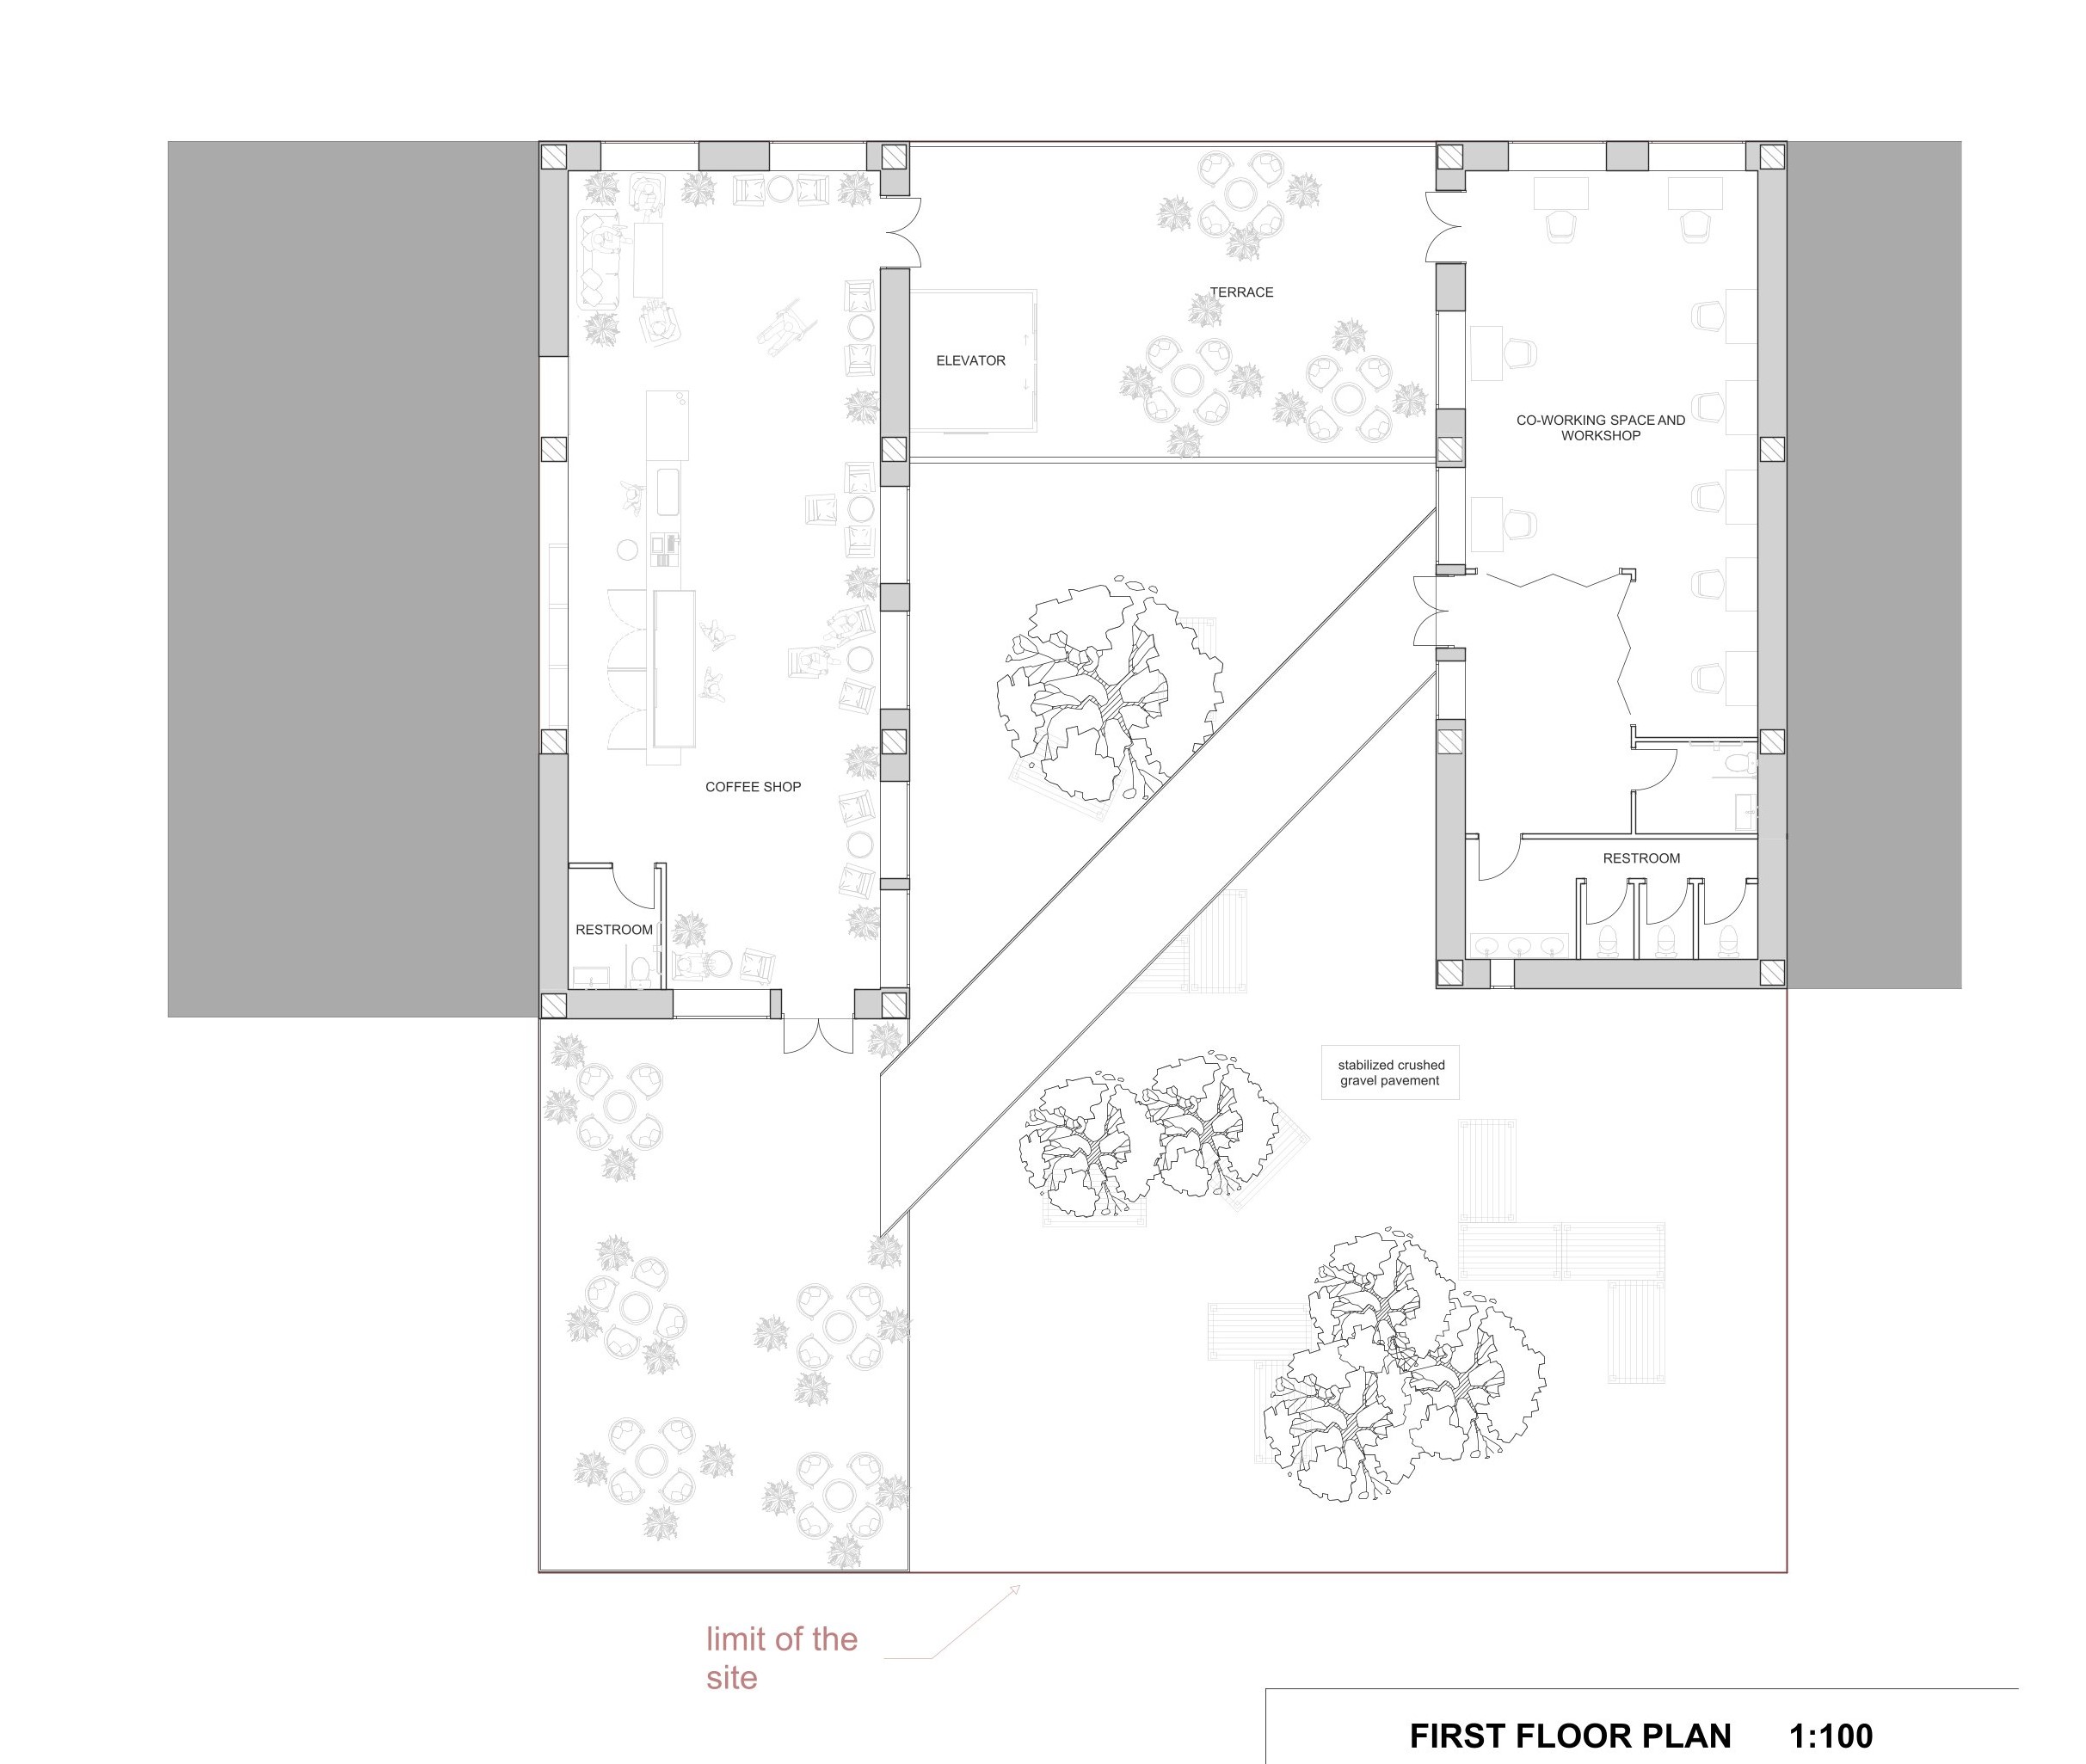 TERRACE
ELEVATOR
CO-WORKING SPACE AND
WORKSHOP
COFFEE SHOP
RESTROOM
RESTROOM
stabilized crushed
gravel pavement
limit of the
site
FIRST FLOOR PLAN 1:100